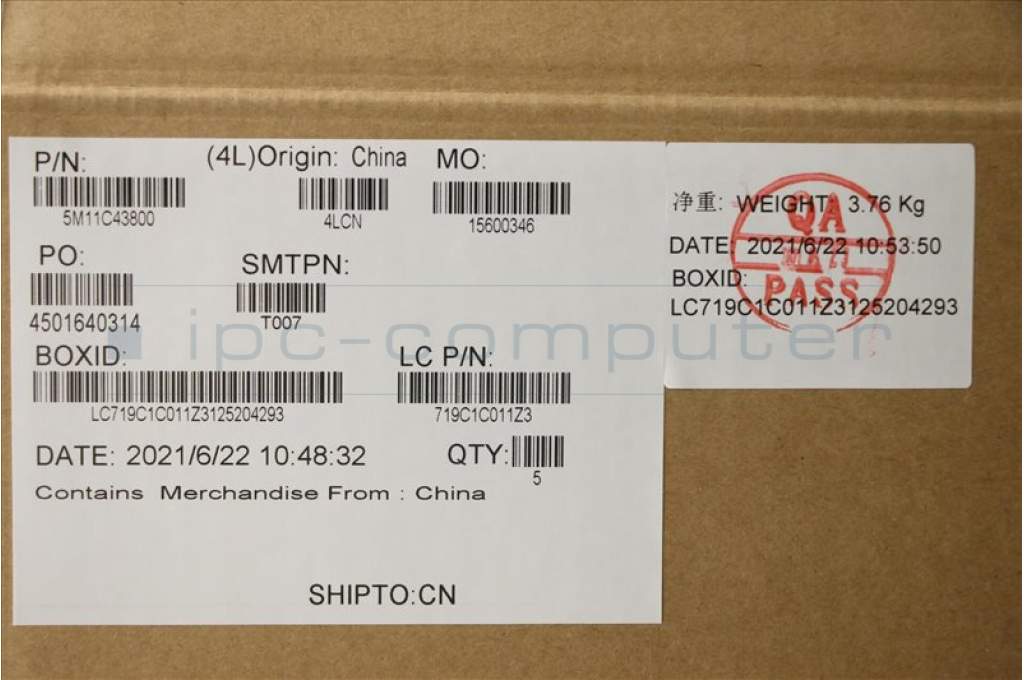 P/N:
(4L)Origin: China
MO:
5M11C43800
4LCN
15600346
PO:
SMTPN:
4501640314
T007
BOXID:
LC P/N:
LC719C1C011Z3125204293
719C1C011Z3
DATE: 2021/6/22 10:48:32
QTY:
5
Contains Merchandise From : China
SHIPTO:CN
净重: WEIGHT: 3.76 Kg
DATE: 2021/6/22 10:53:50
BOXID:
LC719C1C011Z3125204293
QA
PASS
ipc-computer